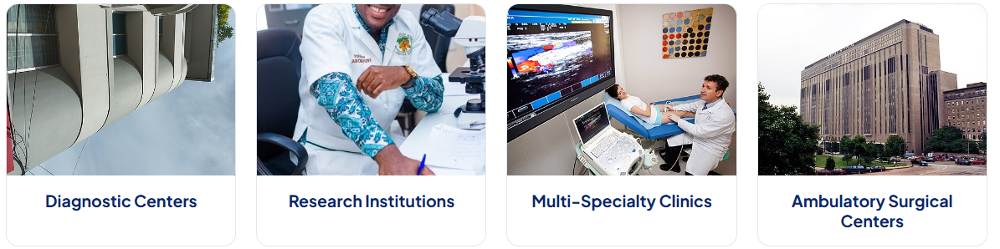 Diagnostic Centers
Research Institutions
Multi-Specialty Clinics
Ambulatory Surgical
Centers